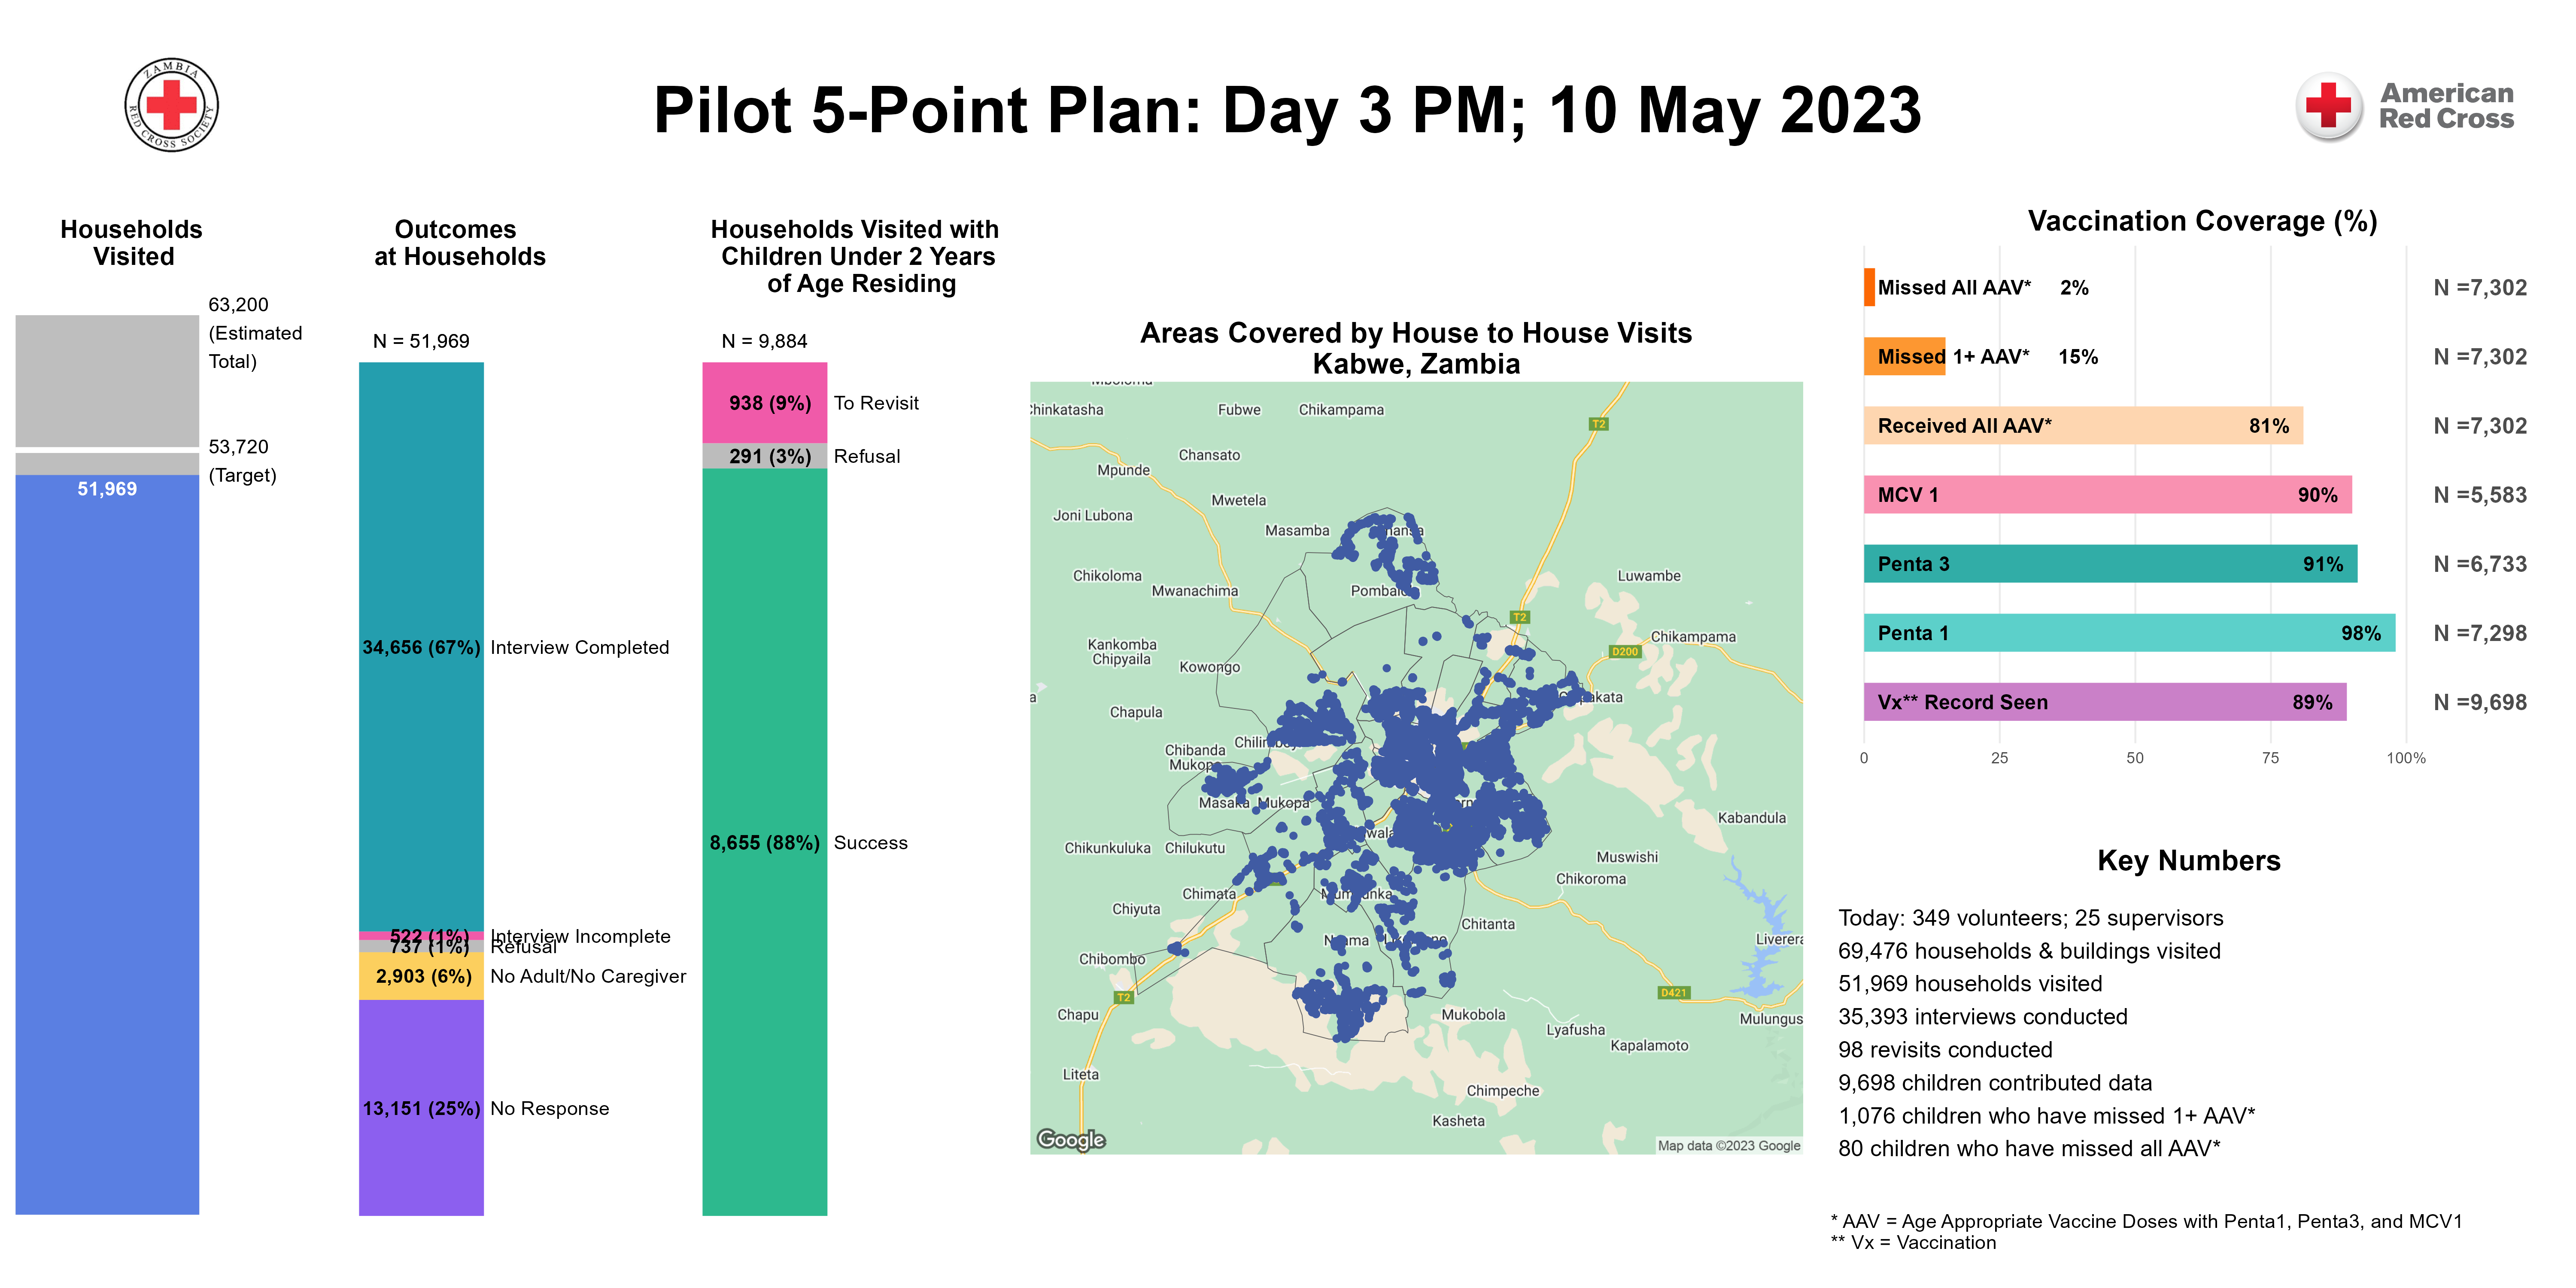 ZAMBIA
RED CROSS SOCIETY
Pilot 5-Point Plan: Day 3 PM; 10 May 2023
American
Red Cross
Households
Visited
63,200
(Estimated
Total)
53,720
(Target)
51,969
Outcomes
at Households
N = 51,969
34,656 (67%) Interview Completed
522 (1%) Interview Incomplete
737 (1%) Refusal
2,903 (6%) No Adult/No Caregiver
13,151 (25%) No Response
Households Visited with
Children Under 2 Years
of Age Residing
N = 9,884
938 (9%) To Revisit
291 (3%) Refusal
8,655 (88%) Success
Areas Covered by House to House Visits
Kabwe, Zambia
Chinkatasha
Fubwe
Chikampama
T2
Chansato
Mpunde
Mwetela
Joni Lubona
Masamba
Chikoloma
Mwanachima
Luwambe
T2
Kankomba
Chipyaila
Chikampama
D200
Kowongo
Chapula
Chibanda
Masaka
Mukopa
Kabandula
Chikunkuluka
Chilukutu
Muswishi
Chikoroma
Chimata
Chiyuta
Chitanta
Chibombo
T2
D421
Chapu
Mukobola
Lyafusha
Mulungus
Kapalamoto
Liteta
Chimpeche
Kasheta
Google
Map data ©2023 Google
Vaccination Coverage (%)
Missed All AAV* 2% N =7,302
Missed 1+ AAV* 15% N =7,302
Received All AAV* 81% N =7,302
MCV 1 90% N =5,583
Penta 3 91% N =6,733
Penta 1 98% N =7,298
Vx** Record Seen 89% N =9,698
0 25 50 75 100%
Key Numbers
Today: 349 volunteers; 25 supervisors
69,476 households & buildings visited
51,969 households visited
35,393 interviews conducted
98 revisits conducted
9,698 children contributed data
1,076 children who have missed 1+ AAV*
80 children who have missed all AAV*
* AAV = Age Appropriate Vaccine Doses with Penta1, Penta3, and MCV1
** Vx = Vaccination